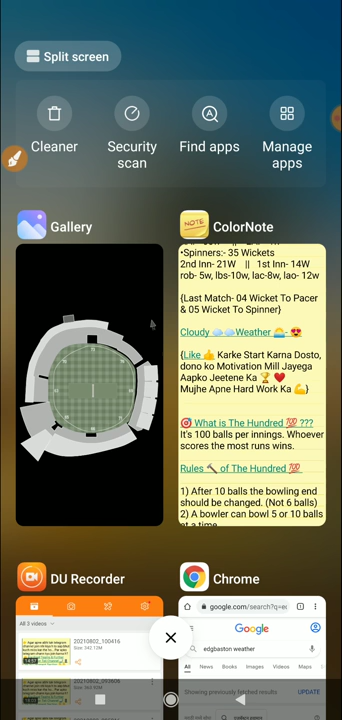 Split screen
Cleaner
Security scan
Find apps
Manage apps
Gallery
NOTE
ColorNote
•Spinners:- 35 Wickets
2nd Inn- 21W || 1st Inn- 14W
rob- 5w, lbs-10w, lac-8w, lao- 12w
{Last Match- 04 Wicket To Pacer
& 05 Wicket To Spinner}
Cloudy ☁️☁️Weather 🌥️- 😍
{Like 👍 Karke Start Karna Dosto,
dono ko Motivation Mill Jayega
Aapko Jeetene Ka 🏆 ❤️
Mujhe Apne Hard Work Ka 💪}
🎯 What is The Hundred 💯 ???
It's 100 balls per innings. Whoever
scores the most runs wins.
Rules 🔨 of The Hundred 💯
1) After 10 balls the bowling end
should be changed. (Not 6 balls)
2) A bowler can bowl 5 or 10 balls
at a time
DU Recorder
Chrome
All 3 videos
20210802_100416
Size: 342.12M
google.com/search?q=e
Google
edgbaston weather
All News Books Images Videos Maps
Showing previously fetched results
UPDATE